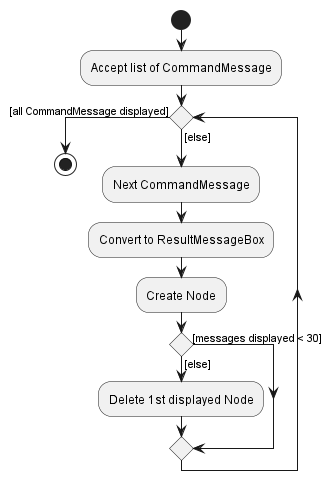 Accept list of CommandMessage
[all CommandMessage displayed]
[else]
Next CommandMessage
Convert to ResultMessageBox
Create Node
[messages displayed < 30]
[else]
Delete 1st displayed Node